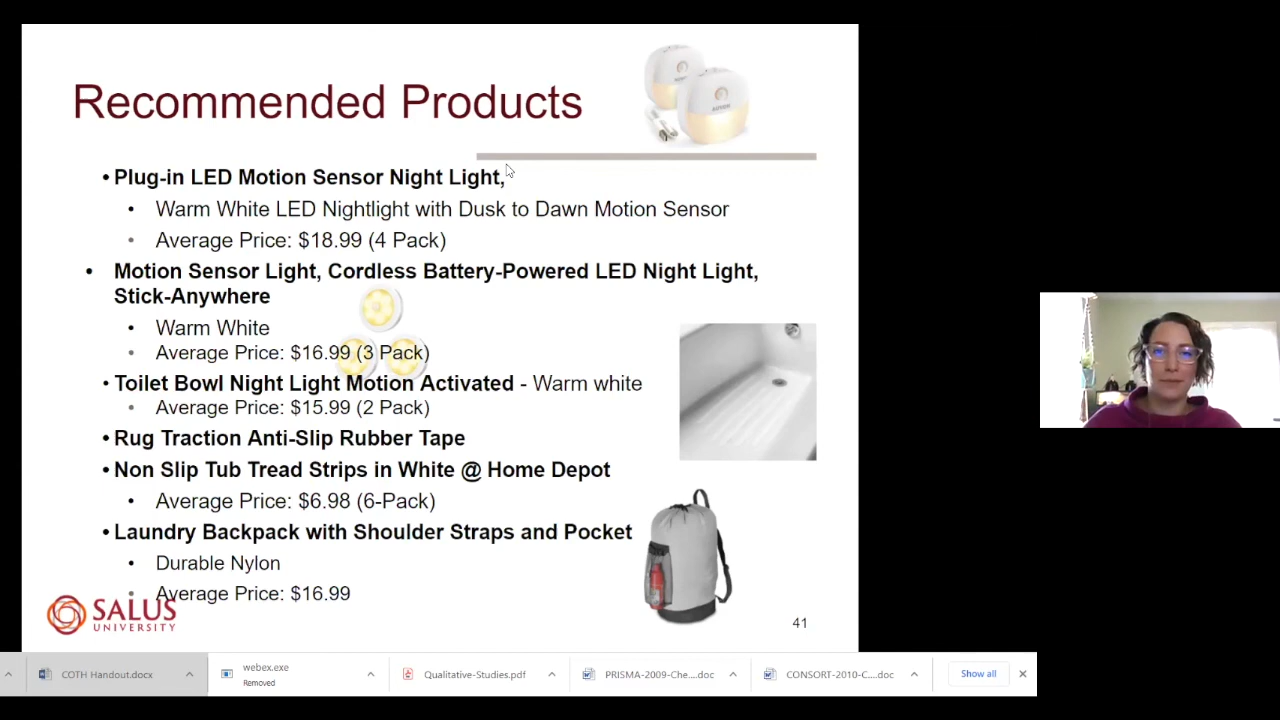 Recommended Products
•Plug-in LED Motion Sensor Night Light,
• Warm White LED Nightlight with Dusk to Dawn Motion Sensor
• Average Price: $18.99 (4 Pack)
• Motion Sensor Light, Cordless Battery-Powered LED Night Light,
Stick-Anywhere
• Warm White
• Average Price: $16.99 (3 Pack)
•Toilet Bowl Night Light Motion Activated - Warm white
• Average Price: $15.99 (2 Pack)
•Rug Traction Anti-Slip Rubber Tape
•Non Slip Tub Tread Strips in White @ Home Depot
• Average Price: $6.98 (6-Pack)
•Laundry Backpack with Shoulder Straps and Pocket
• Durable Nylon
• Average Price: $16.99
SALUS
UNIVERSITY
41
COTH Handout.docx
webex.exe
Removed
Qualitative-Studies.pdf
PRISMA-2009-Che....doc
CONSORT-2010-C....doc
Show all